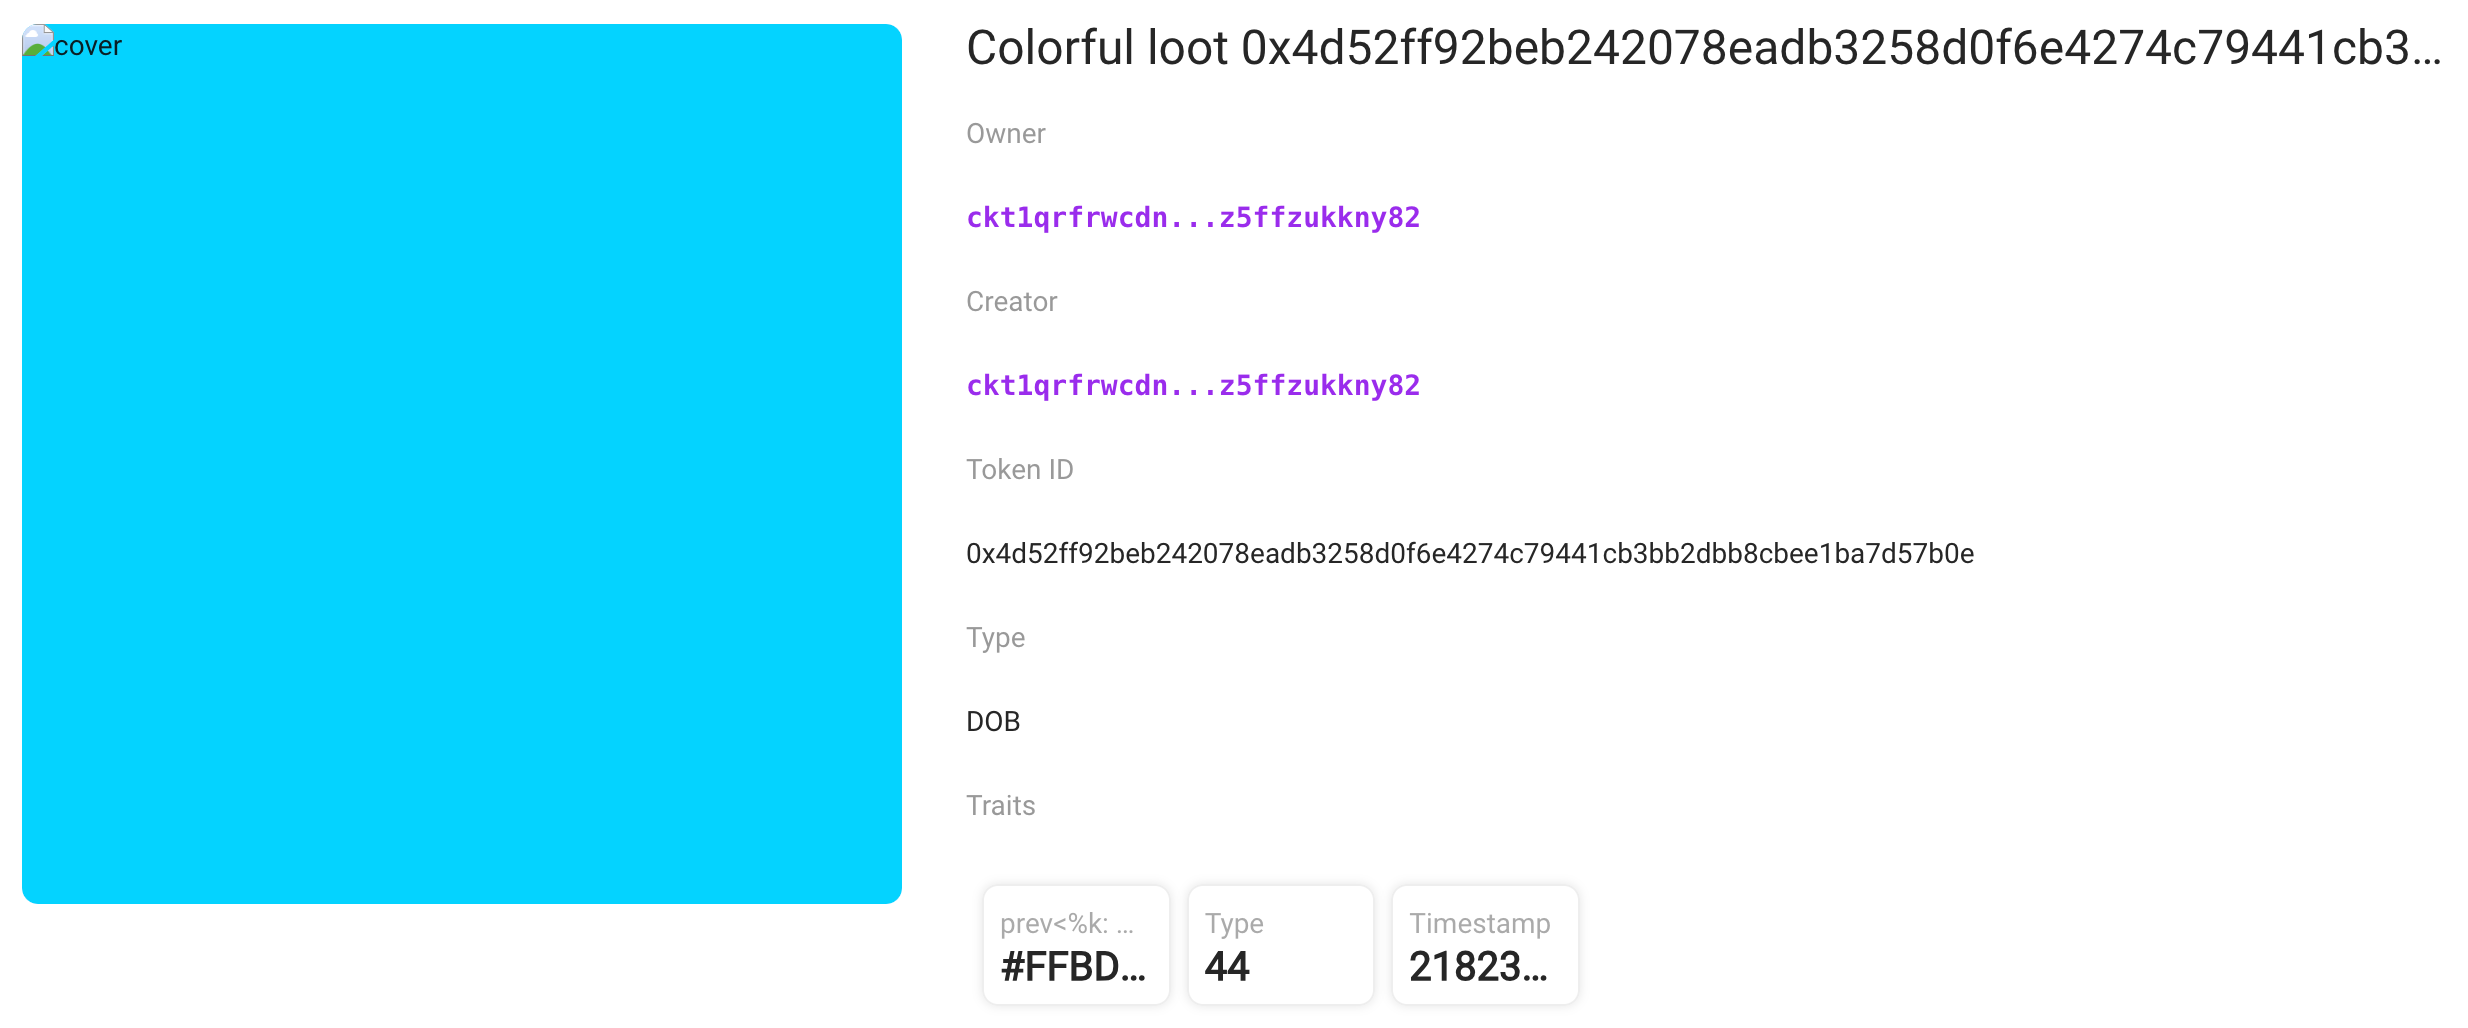 cover
Colorful loot 0x4d52ff92beb242078eadb3258d0f6e4274c79441cb3...
Owner
ckt1qrfrwcdn...z5ffzukkny82
Creator
ckt1qrfrwcdn...z5ffzukkny82
Token ID
0x4d52ff92beb242078eadb3258d0f6e4274c79441cb3bb2dbb8cbee1ba7d57b0e
Type
DOB
Traits
prev<%k: ...
#FFBD...
Type
44
Timestamp
21823...